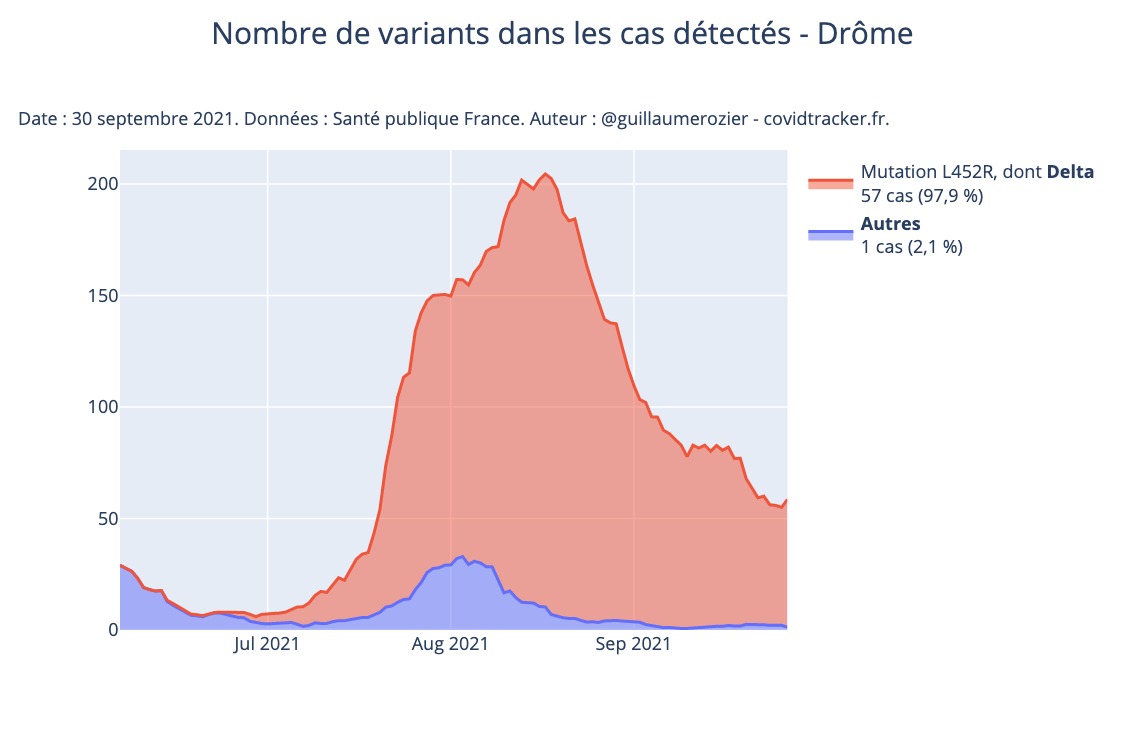 Nombre de variants dans les cas détectés - Drôme
Date : 30 septembre 2021. Données : Santé publique France. Auteur : @guillaumerozier - covidtracker.fr.
Mutation L452R, dont Delta
57 cas (97,9 %)
Autres
1 cas (2,1 %)
200
150
100
50
0
Jul 2021
Aug 2021
Sep 2021